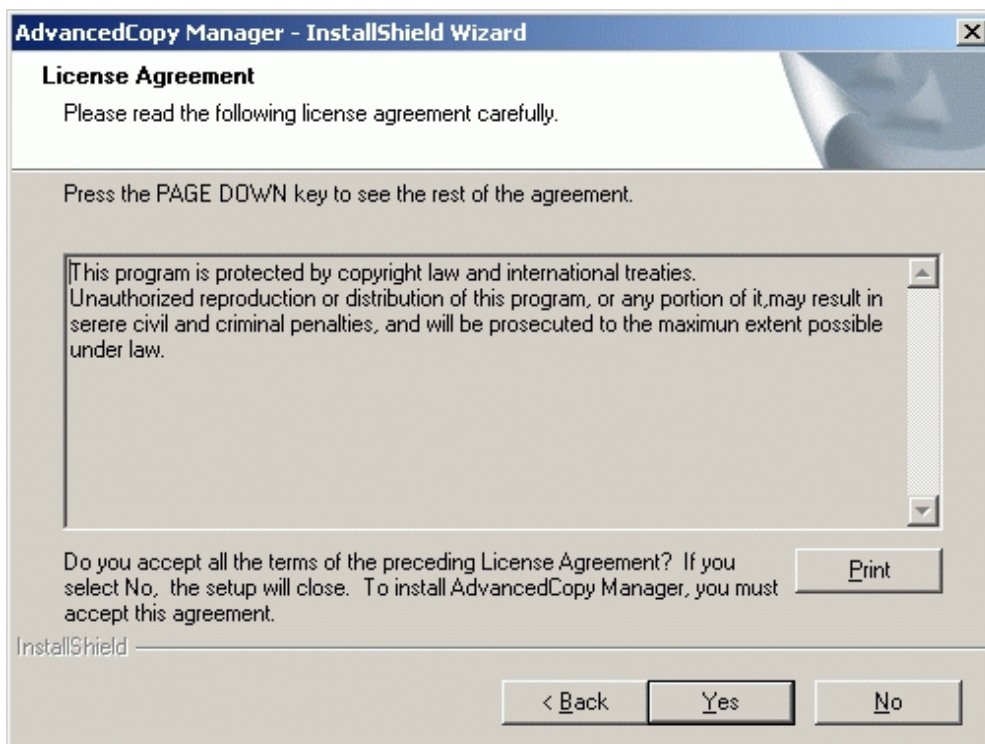 AdvancedCopy Manager - InstallShield Wizard
License Agreement
Please read the following license agreement carefully.
Press the PAGE DOWN key to see the rest of the agreement.
This program is protected by copyright law and international treaties.
Unauthorized reproduction or distribution of this program, or any portion of it,may result in
serere civil and criminal penalties, and will be prosecuted to the maximun extent possible
under law.
Do you accept all the terms of the preceding License Agreement? If you
select No, the setup will close. To install AdvancedCopy Manager, you must
accept this agreement.
Print
InstallShield
< Back
Yes
No